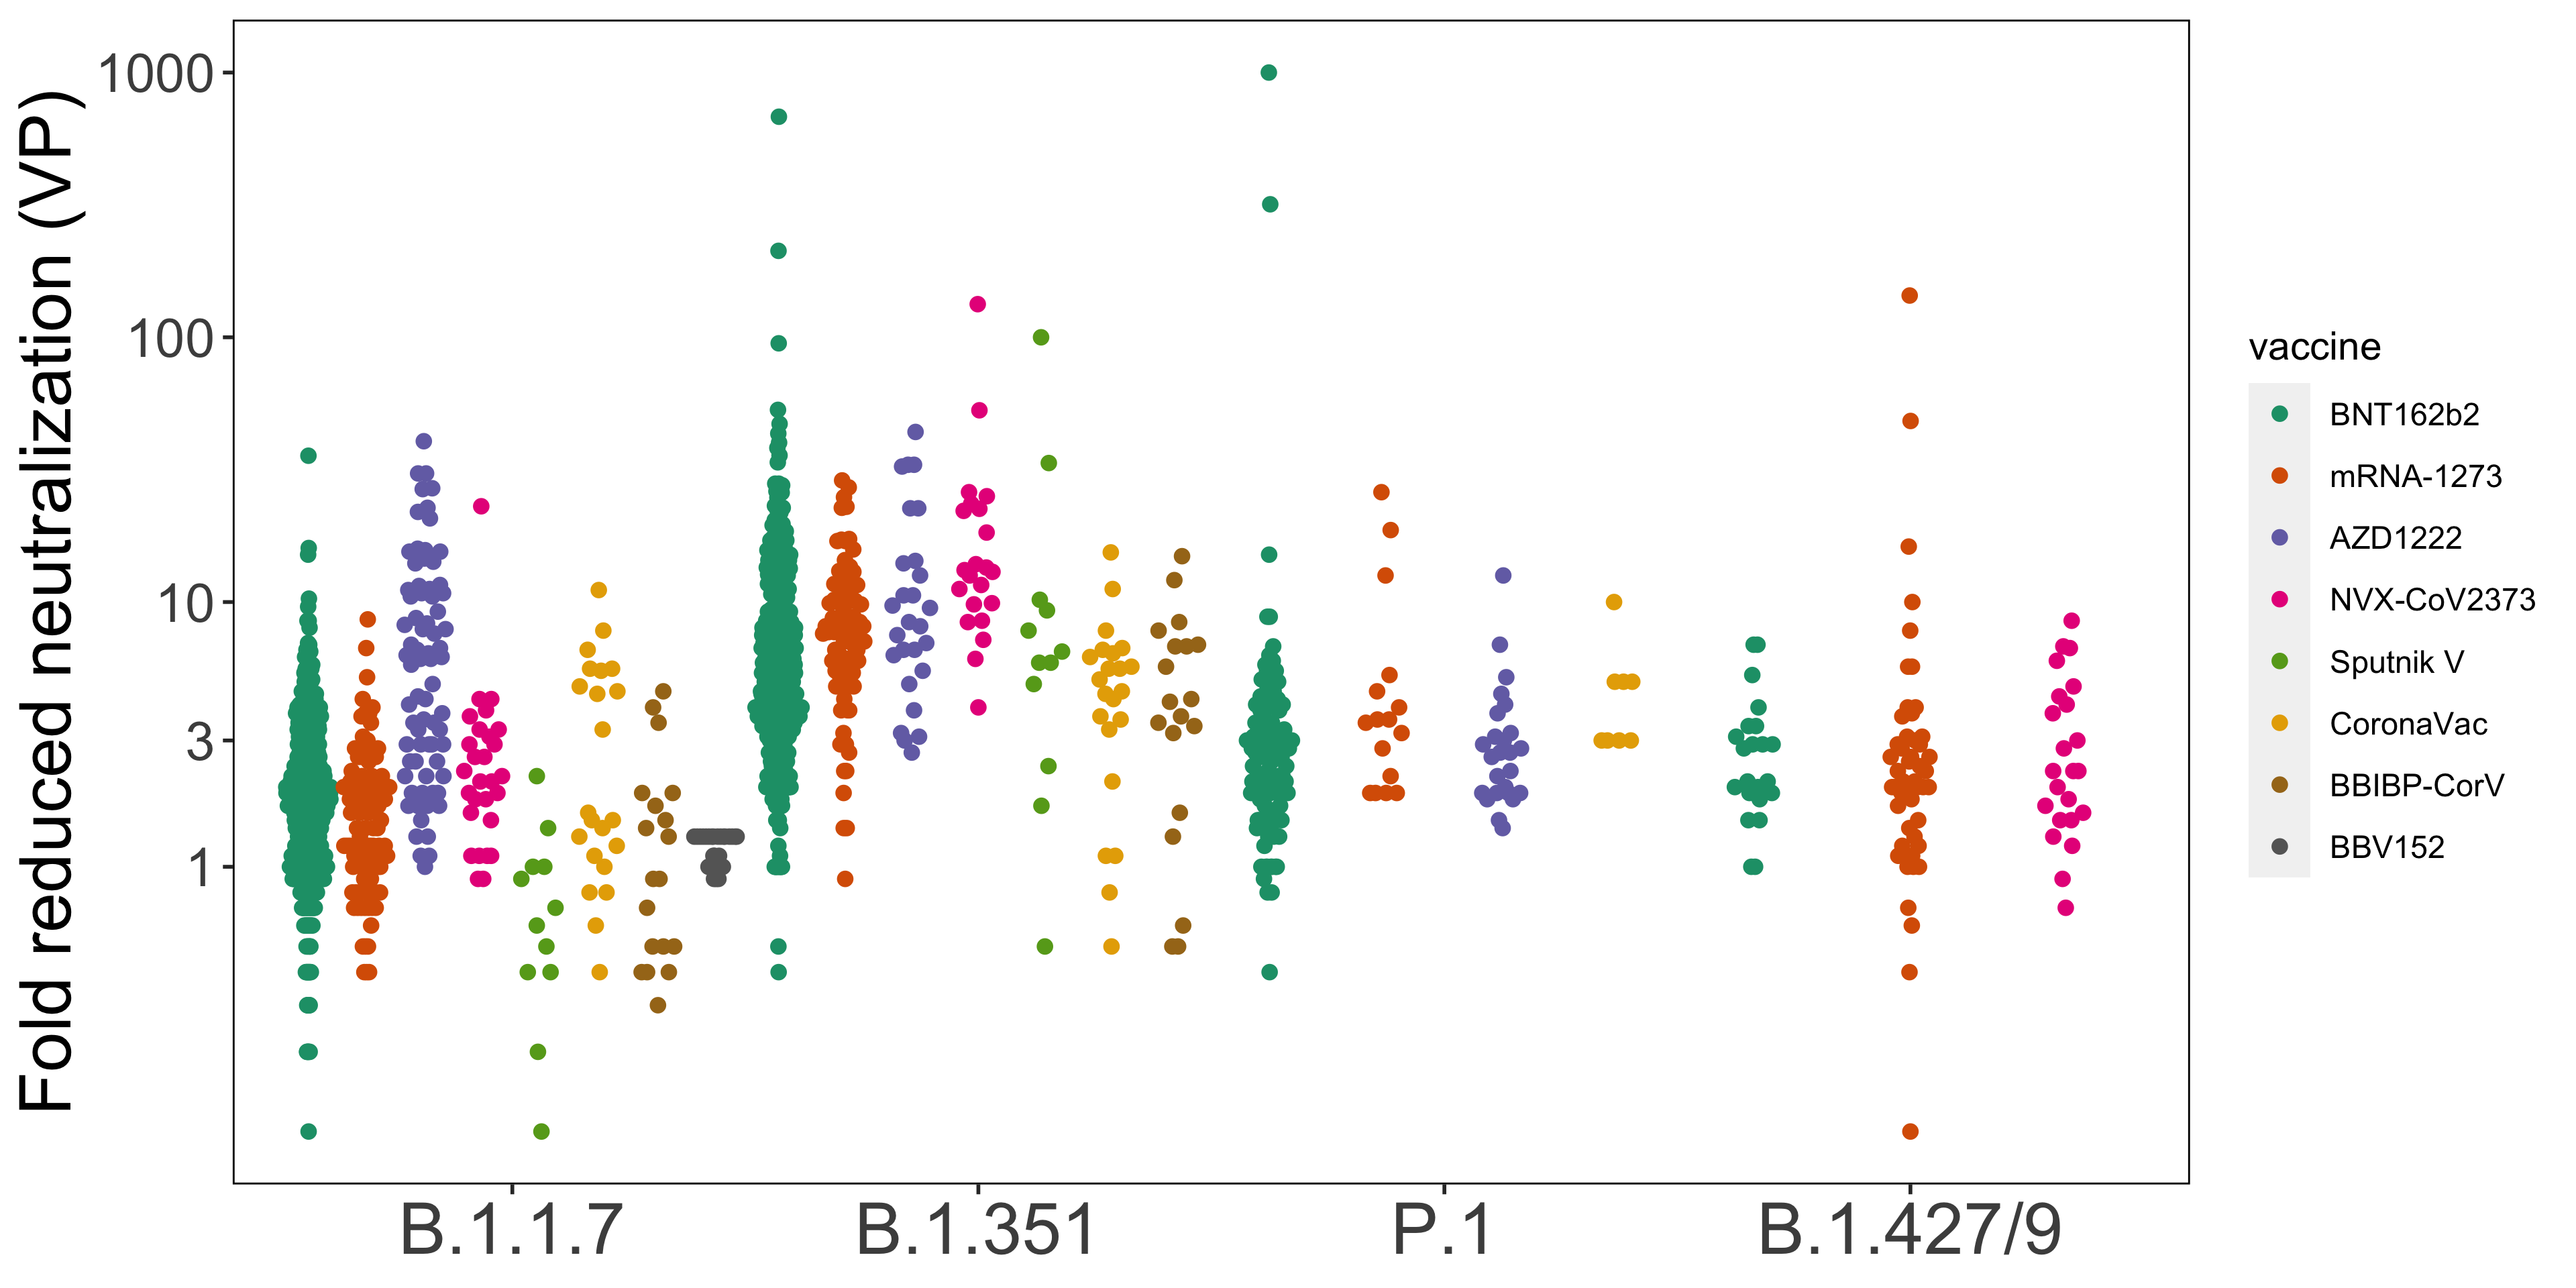 Fold reduced neutralization (VP)
1000
100
10
3
1
B.1.1.7
B.1.351
P.1
B.1.427/9
vaccine
BNT162b2
mRNA-1273
AZD1222
NVX-CoV2373
Sputnik V
CoronaVac
BBIBP-CorV
BBV152